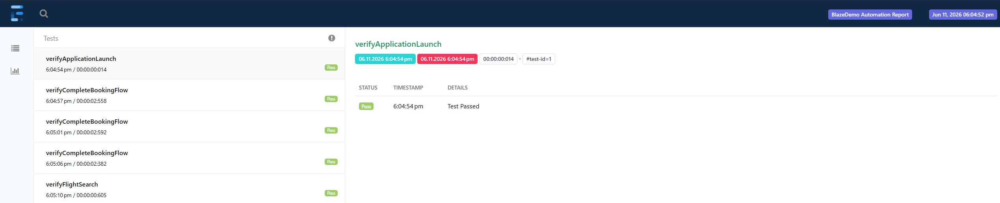 BlazeDemo Automation Report
Jun 11, 2026 06:04:52 pm
Tests
verifyApplicationLaunch
6:04:54 pm / 00:00:00:014
Pass
verifyCompleteBookingFlow
6:04:57 pm / 00:00:02:558
Pass
verifyCompleteBookingFlow
6:05:01 pm / 00:00:02:592
Pass
verifyCompleteBookingFlow
6:05:06 pm / 00:00:02:382
Pass
verifyFlightSearch
6:05:10 pm / 00:00:00:605
Pass
verifyApplicationLaunch
06.11.2026 6:04:54 pm 06.11.2026 6:04:54 pm 00:00:00:014 · #test-id=1
STATUS TIMESTAMP DETAILS
Pass 6:04:54 pm Test Passed